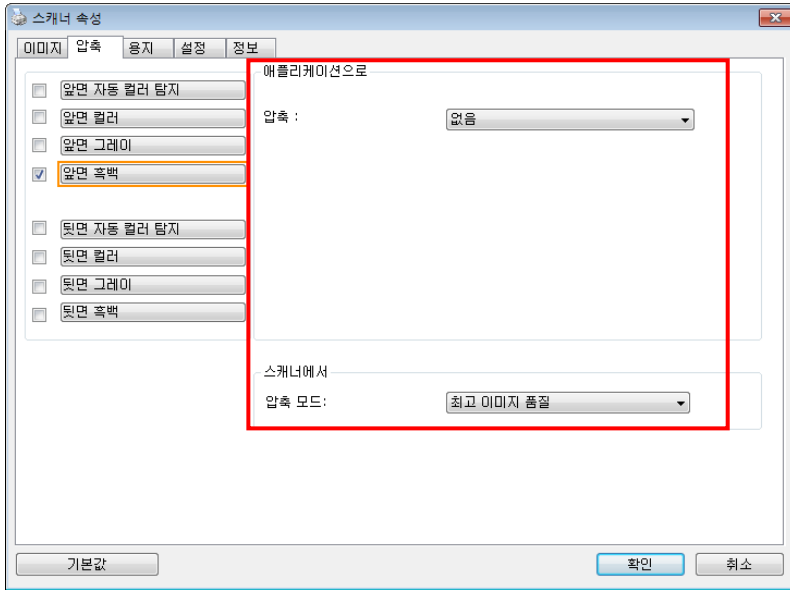 스캐너 속성
이미지 압축 용지 설정 정보
앞면 자동 컬러 탐지
앞면 컬러
앞면 그레이
앞면 흑백
뒷면 자동 컬러 탐지
뒷면 컬러
뒷면 그레이
뒷면 흑백
애플리케이션으로
압축 : 없음
스캐너에서
압축 모드: 최고 이미지 품질
기본값 확인 취소